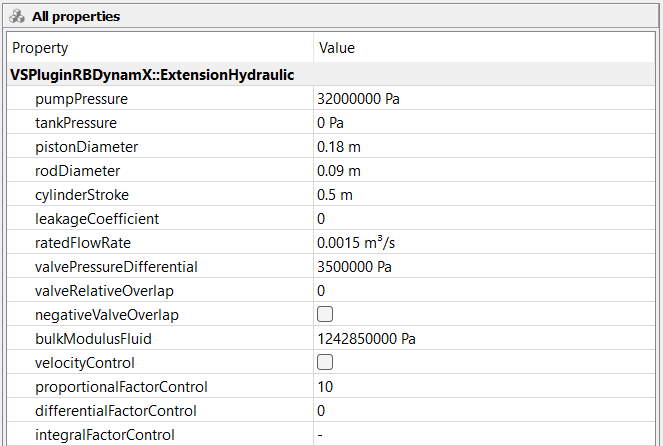 All properties
Property Value
VSPluginRBDynamX::ExtensionHydraulic
pumpPressure 32000000 Pa
tankPressure 0 Pa
pistonDiameter 0.18 m
rodDiameter 0.09 m
cylinderStroke 0.5 m
leakageCoefficient 0
ratedFlowRate 0.0015 m³/s
valvePressureDifferential 3500000 Pa
valveRelativeOverlap 0
negativeValveOverlap
bulkModulusFluid 1242850000 Pa
velocityControl
proportionalFactorControl 10
differentialFactorControl 0
integralFactorControl -